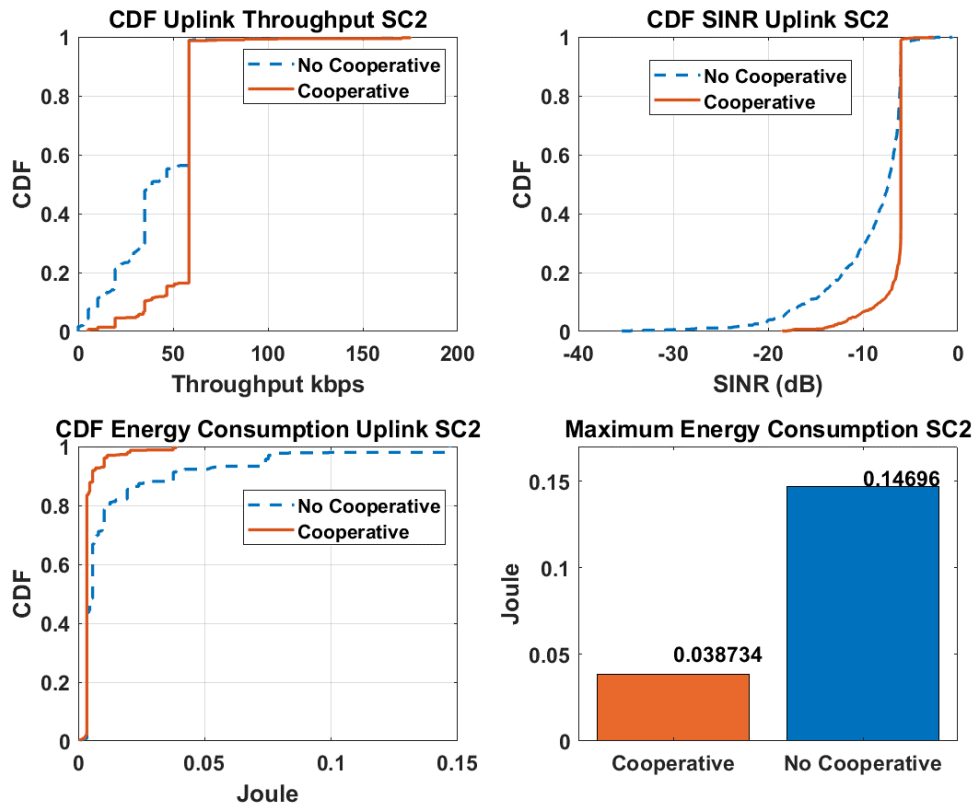 CDF Uplink Throughput SC2
1
0.8
0.6
0.4
0.2
0
CDF
No Cooperative
Cooperative
0
50
100
150
200
Throughput kbps
CDF SINR Uplink SC2
1
0.8
0.6
0.4
0.2
0
CDF
No Cooperative
Cooperative
-40
-30
-20
-10
0
SINR (dB)
CDF Energy Consumption Uplink SC2
1
0.8
0.6
0.4
0.2
0
CDF
No Cooperative
Cooperative
0
0.05
0.1
0.15
Joule
Maximum Energy Consumption SC2
0.15
0.1
0.05
0
Joule
0.14696
0.038734
Cooperative
No Cooperative